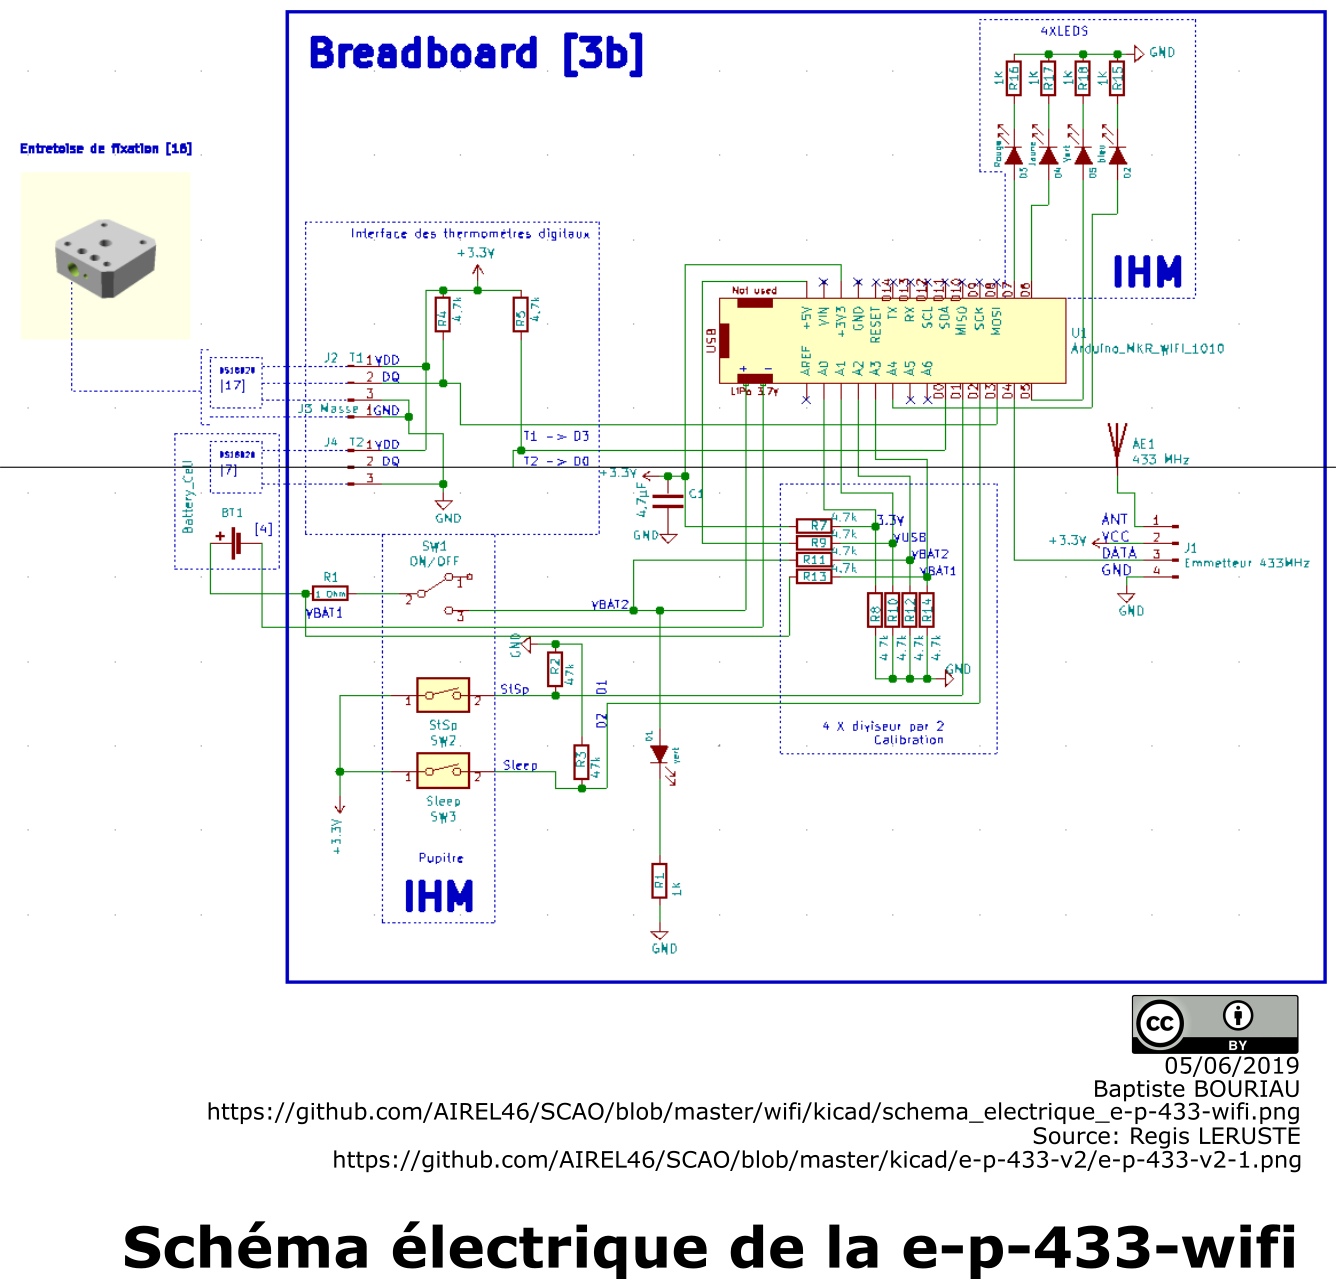 Breadboard [3b]
4XLEDS
GND
1K
R16
1K
R17
1K
R18
1K
R15
Rouge
D3
Jaune
D4
Vert
D5
bleu
D2
IHM
Entretoise de fixation [16]
Interface des thermomètres digitaux
+3.3V
R4
4.7k
R5
4.7k
J2 T1
1 VDD
DS18B20
[17]
2 DQ
3
J3 Masse 1 GND
J4 T2
1 VDD
DS18B20
[7]
2 DQ
3
T1 -> D3
T2 -> D0
GND
Battery_Cell
BT1
+
[4]
Not used
USB
+ -
LiPo 3.7V
+5V
VIN
+3V3
GND
RESET
TX
RX
SCL
SDA
MISO
SCK
MOSI
D14
D13
D12
D11
D10
D9
D8
D7
D6
AREF
A0
A1
A2
A3
A4
A5
A6
D0
D1
D2
D3
D4
D5
U1
Arduino_MKR_WIFI_1010
AE1
433 MHz
+3.3V
4,7µF
C1
GND
R7
4.7k
R9
4.7k
R11
4.7k
R13
4.7k
3.3V
VUSB
VBAT2
VBAT1
R8
R10
R12
R14
4.7k
4.7k
4.7k
4.7k
GND
4 X diviseur par 2
Calibration
ANT 1
VCC 2
+3.3V
DATA 3
GND 4
J1
Emmetteur 433MHz
GND
SW1
ON/OFF
R1
1 Ohm
VBAT1
2
1
3
VBAT2
GND
R2
47k
D1
D2
StSp
1
2
StSp
SW2
R3
47k
Sleep
1
2
Sleep
SW3
+3.3V
Pupitre
IHM
D1
vert
R1
1K
GND
CC
BY
05/06/2019
Baptiste BOURIAU
https://github.com/AIREL46/SCAO/blob/master/wifi/kicad/schema_electrique_e-p-433-wifi.png
Source: Regis LERUSTE
https://github.com/AIREL46/SCAO/blob/master/kicad/e-p-433-v2/e-p-433-v2-1.png
Schéma électrique de la e-p-433-wifi